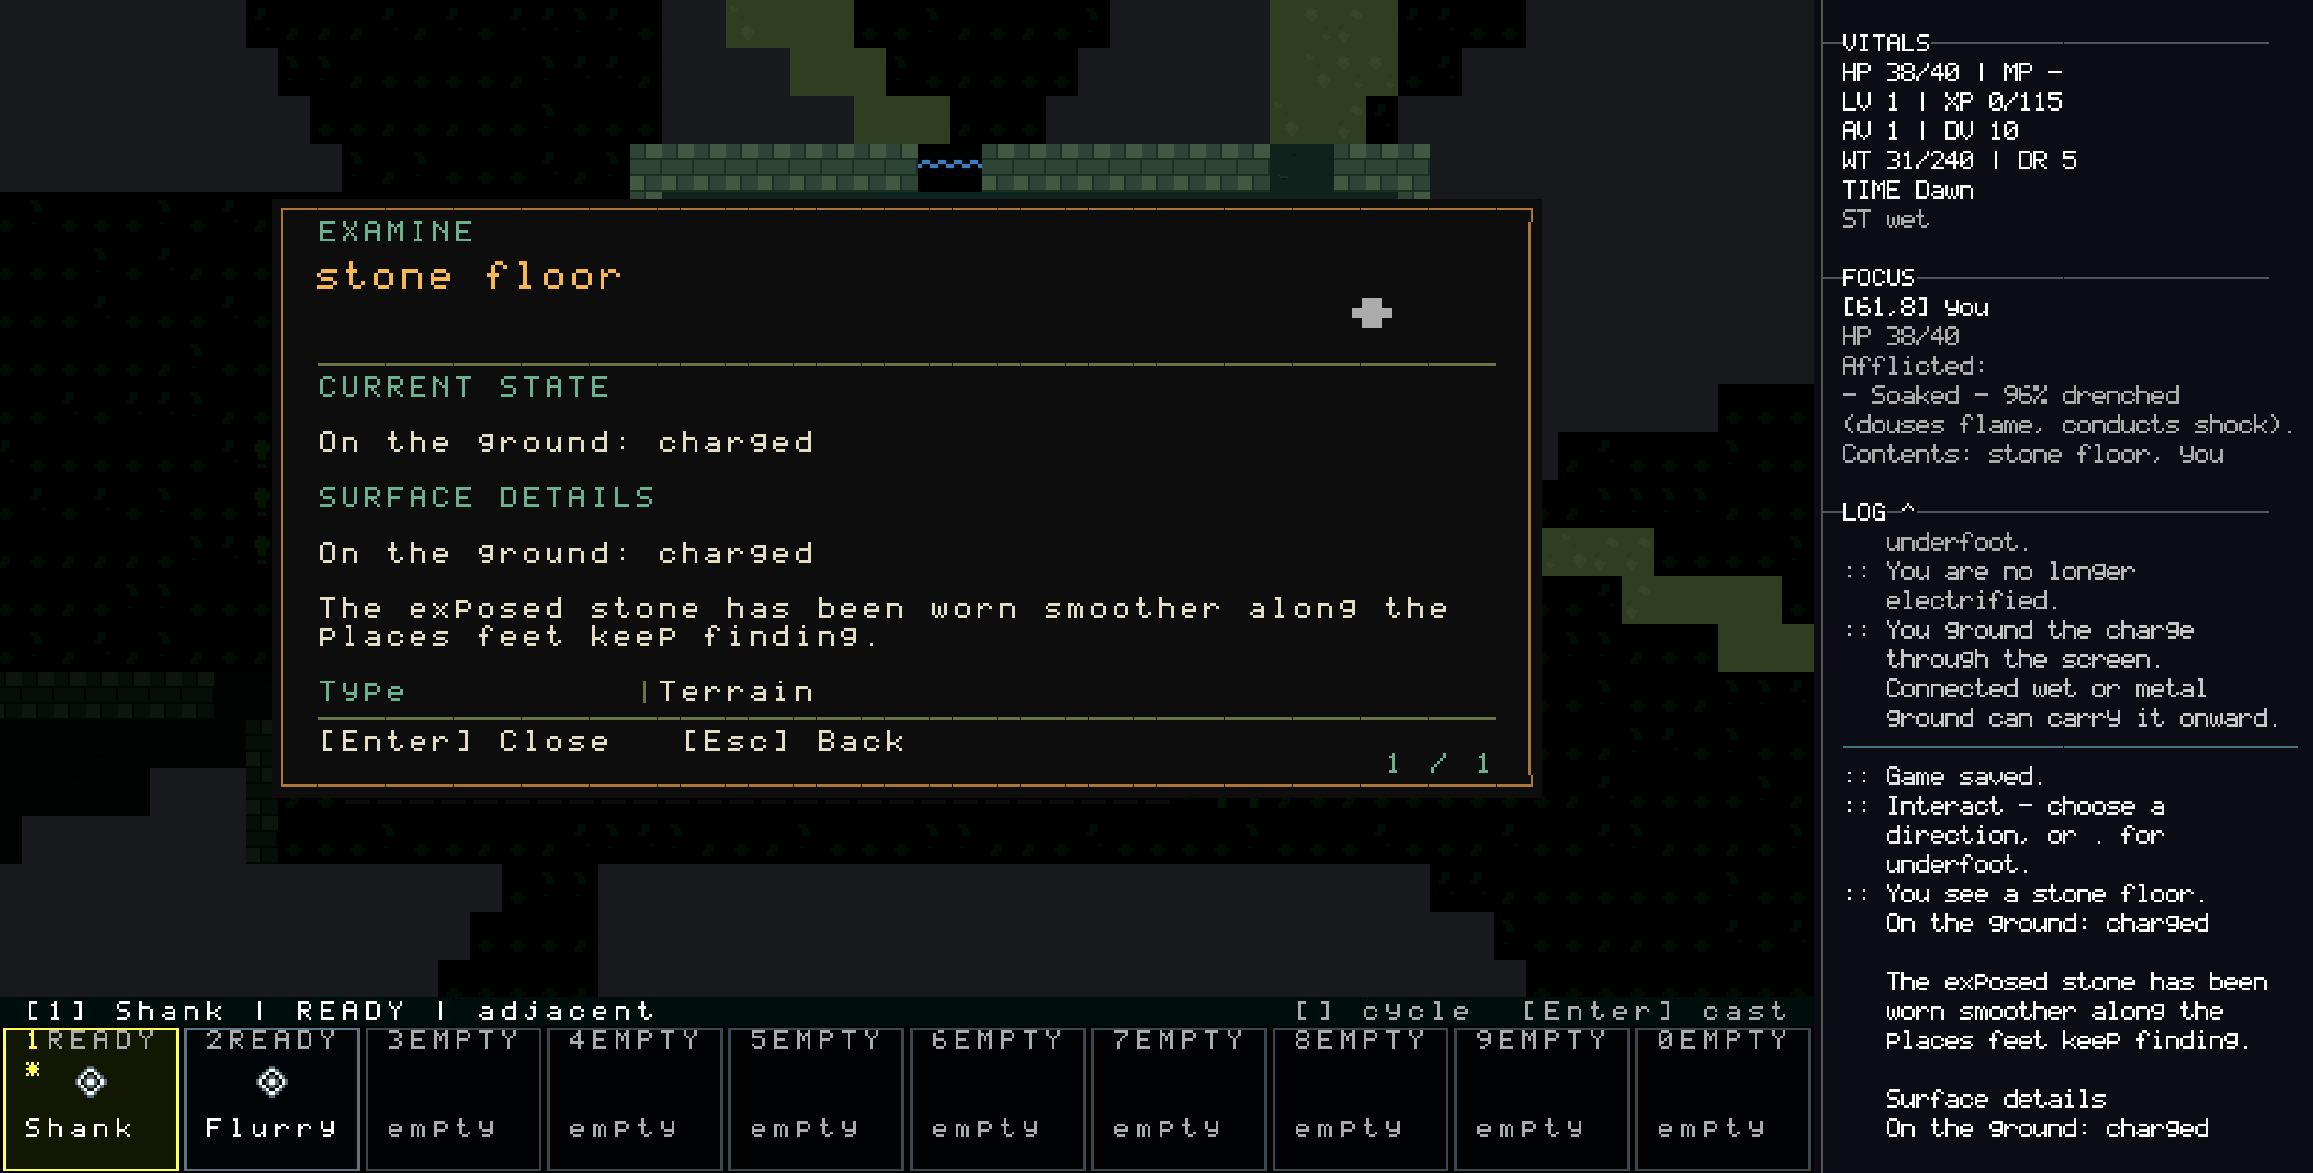 EXAMINE
stone floor
CURRENT STATE
On the ground: charged
SURFACE DETAILS
On the ground: charged
The exposed stone has been worn smoother along the
places feet keep finding.
Type | Terrain
[Enter] Close [Esc] Back
1 / 1
[1] Shank | READY | adjacent
[] cycle [Enter] cast
1READY
*
Shank
2READY
Flurry
3EMPTY
empty
4EMPTY
empty
5EMPTY
empty
6EMPTY
empty
7EMPTY
empty
8EMPTY
empty
9EMPTY
empty
0EMPTY
empty
VITALS
HP 38/40 | MP -
LV 1 | XP 0/115
AV 1 | DV 10
WT 31/240 | DR 5
TIME Dawn
ST wet
FOCUS
[61,8] You
HP 38/40
Afflicted:
- Soaked - 96% drenched
(douses flame, conducts shock).
Contents: stone floor, You
LOG ^
underfoot.
:: You are no longer
electrified.
:: You ground the charge
through the screen.
Connected wet or metal
ground can carry it onward.
:: Game saved.
:: Interact - choose a
direction, or . for
underfoot.
:: You see a stone floor.
On the ground: charged
The exposed stone has been
worn smoother along the
places feet keep finding.
Surface details
On the ground: charged